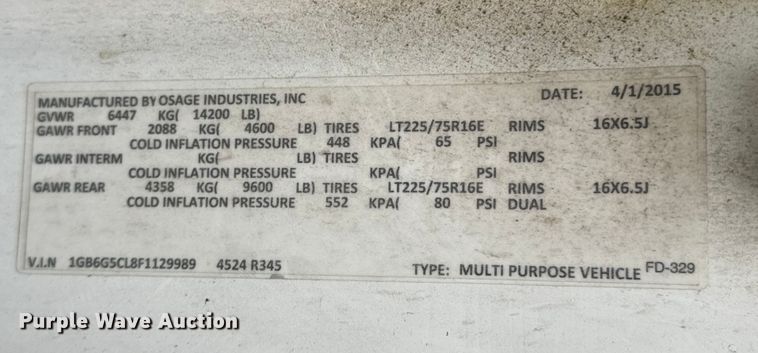 MANUFACTURED BY OSAGE INDUSTRIES, INC DATE: 4/1/2015
GVWR 6447 KG( 14200 LB)
GAWR FRONT 2088 KG( 4600 LB) TIRES LT225/75R16E RIMS 16X6.5J
COLD INFLATION PRESSURE 448 KPA( 65 PSI
GAWR INTERM KG( LB) TIRES RIMS
COLD INFLATION PRESSURE KPA( PSI
GAWR REAR 4358 KG( 9600 LB) TIRES LT225/75R16E RIMS 16X6.5J
COLD INFLATION PRESSURE 552 KPA( 80 PSI DUAL
V.I.N 1GB6G5CL8F1129989 4524 R345 TYPE: MULTI PURPOSE VEHICLE FD-329
Purple Wave Auction